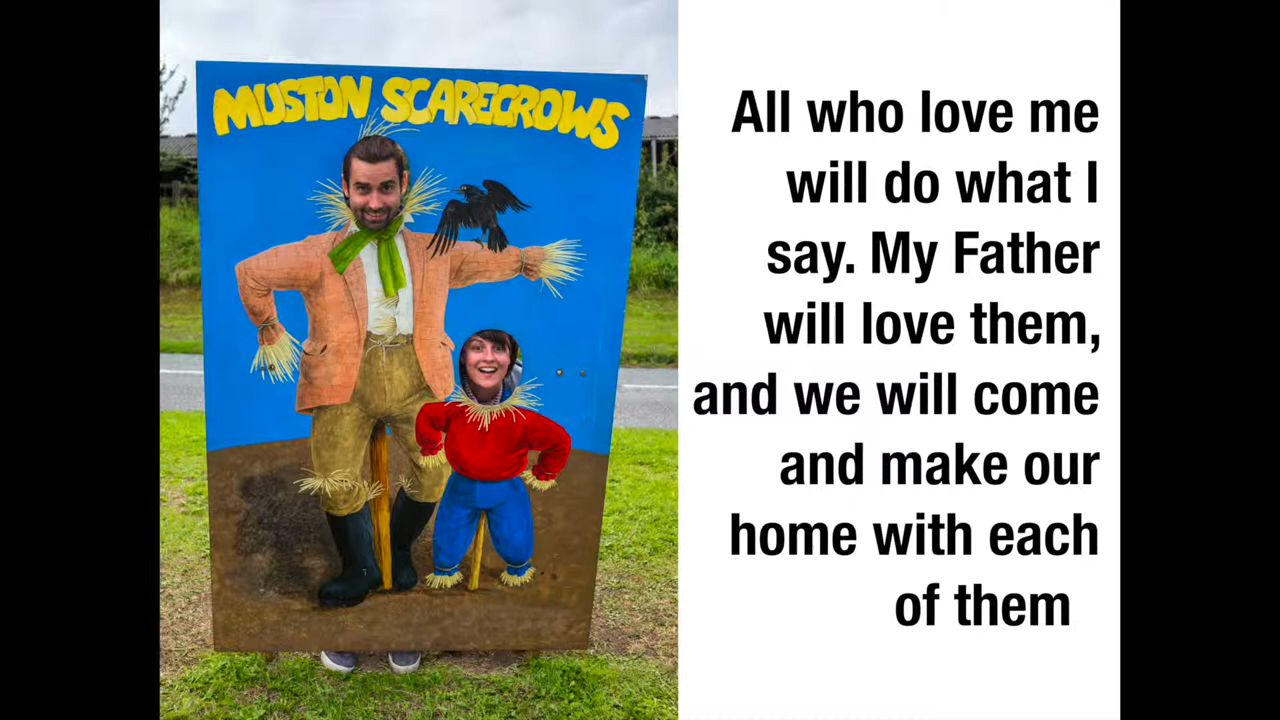 MUSTON SCARECROWS
All who love me
will do what I
say. My Father
will love them,
and we will come
and make our
home with each
of them